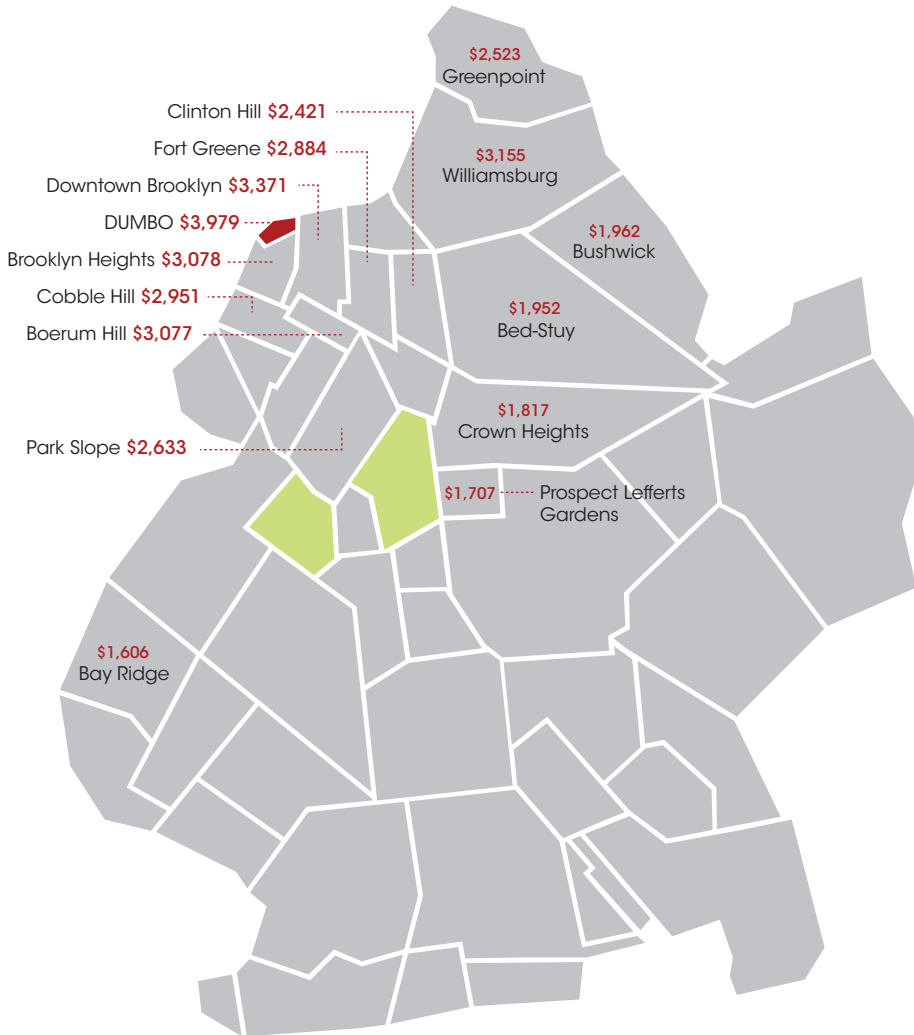 $2,523
Greenpoint
Clinton Hill $2,421
Fort Greene $2,884
$3,155
Williamsburg
Downtown Brooklyn $3,371
DUMBO $3,979
$1,962
Bushwick
Brooklyn Heights $3,078
Cobble Hill $2,951
$1,952
Bed-Stuy
Boerum Hill $3,077
$1,817
Crown Heights
Park Slope $2,633
$1,707 Prospect Lefferts
Gardens
$1,606
Bay Ridge